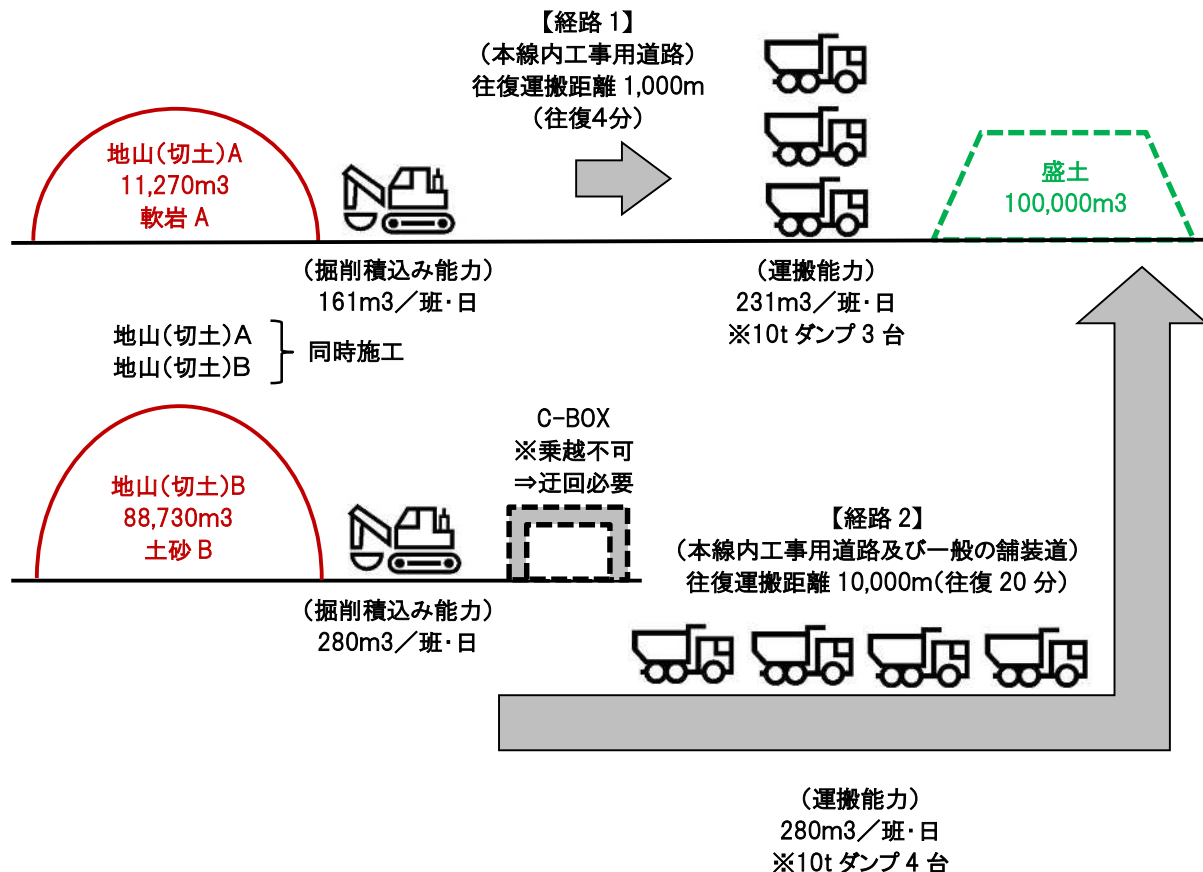 【経路 1】
(本線内工事用道路)
往復運搬距離 1,000m
(往復4分)
地山(切土)A
11,270m3
軟岩 A
盛土
100,000m3
(掘削積込み能力)
161m3/班・日
(運搬能力)
231m3/班・日
※10t ダンプ 3 台
地山(切土)A
地山(切土)B
同時施工
C-BOX
※乗越不可
⇒迂回必要
地山(切土)B
88,730m3
土砂 B
【経路 2】
(本線内工事用道路及び一般の舗装道)
往復運搬距離 10,000m(往復 20 分)
(掘削積込み能力)
280m3/班・日
(運搬能力)
280m3/班・日
※10t ダンプ 4 台